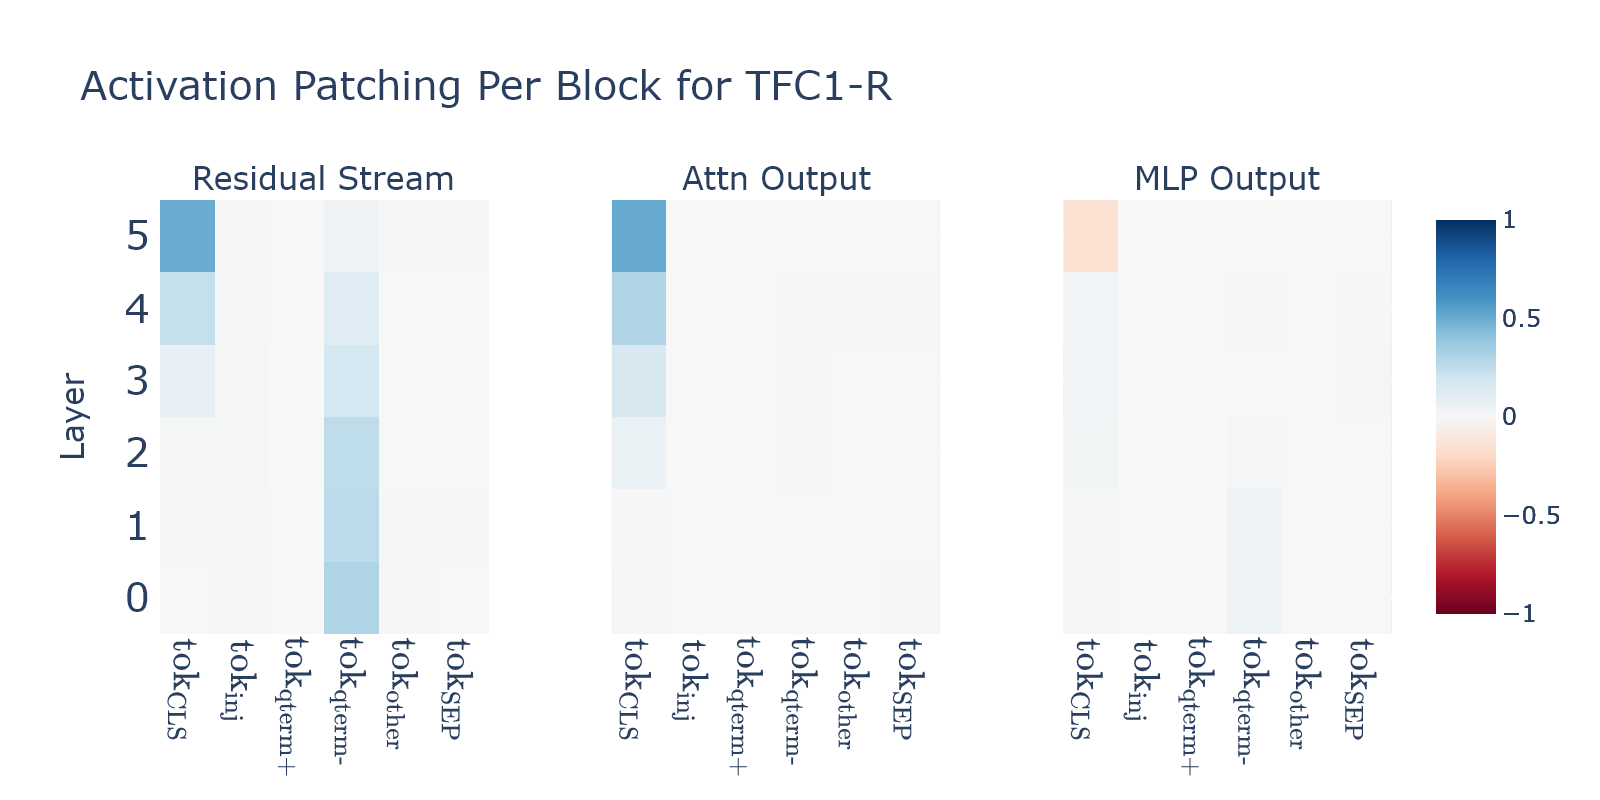 Activation Patching Per Block for TFC1-R
Residual Stream
Attn Output
MLP Output
Layer
5
4
3
2
1
0
tokCLS
tokinj
tokqterm+
tokqterm-
tokother
tokSEP
tokCLS
tokinj
tokqterm+
tokqterm-
tokother
tokSEP
tokCLS
tokinj
tokqterm+
tokqterm-
tokother
tokSEP
1
0.5
0
−0.5
−1